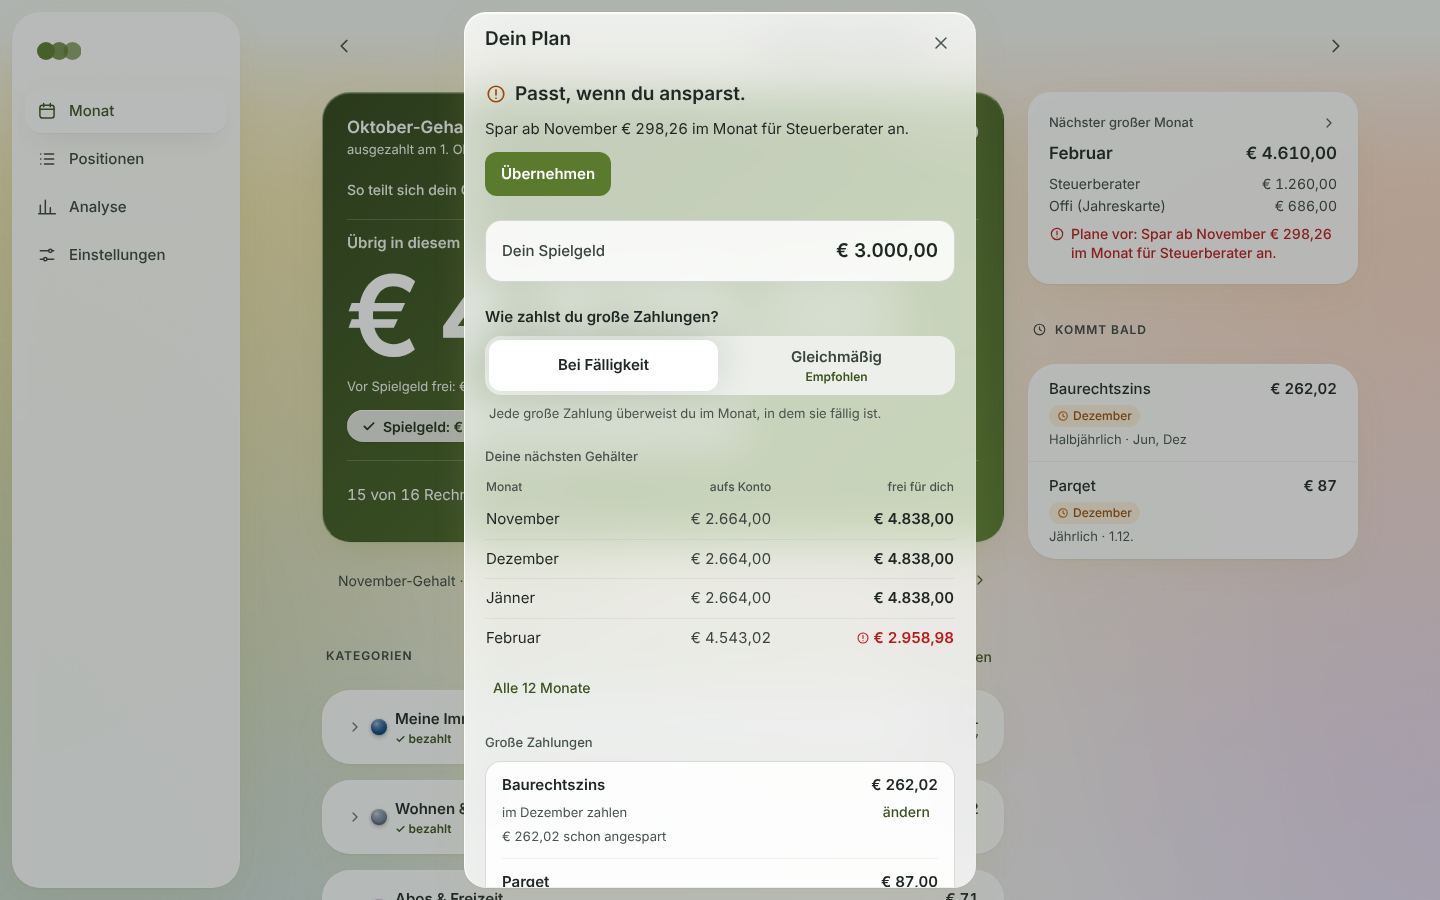 Monat
Positionen
Analyse
Einstellungen
Oktober-Geha
ausgezahlt am 1. O
So teilt sich dein
Übrig in diesem
€ 4
Vor Spielgeld frei: €
Spielgeld: €
15 von 16 Rechn
November-Gehalt ·
KATEGORIEN
en
Meine Im
bezahlt
Wohnen &
bezahlt
Abos & Freizeit
€ 71
Dein Plan
Passt, wenn du ansparst.
Spar ab November € 298,26 im Monat für Steuerberater an.
Übernehmen
Dein Spielgeld € 3.000,00
Wie zahlst du große Zahlungen?
Bei Fälligkeit
Gleichmäßig
Empfohlen
Jede große Zahlung überweist du im Monat, in dem sie fällig ist.
Deine nächsten Gehälter
Monat aufs Konto frei für dich
November € 2.664,00 € 4.838,00
Dezember € 2.664,00 € 4.838,00
Jänner € 2.664,00 € 4.838,00
Februar € 4.543,02 € 2.958,98
Alle 12 Monate
Große Zahlungen
Baurechtszins € 262,02
im Dezember zahlen ändern
€ 262,02 schon angespart
Parqet € 87,00
Nächster großer Monat
Februar € 4.610,00
Steuerberater € 1.260,00
Offi (Jahreskarte) € 686,00
Plane vor: Spar ab November € 298,26
im Monat für Steuerberater an.
KOMMT BALD
Baurechtszins € 262,02
Dezember
Halbjährlich · Jun, Dez
Parqet € 87
Dezember
Jährlich · 1.12.